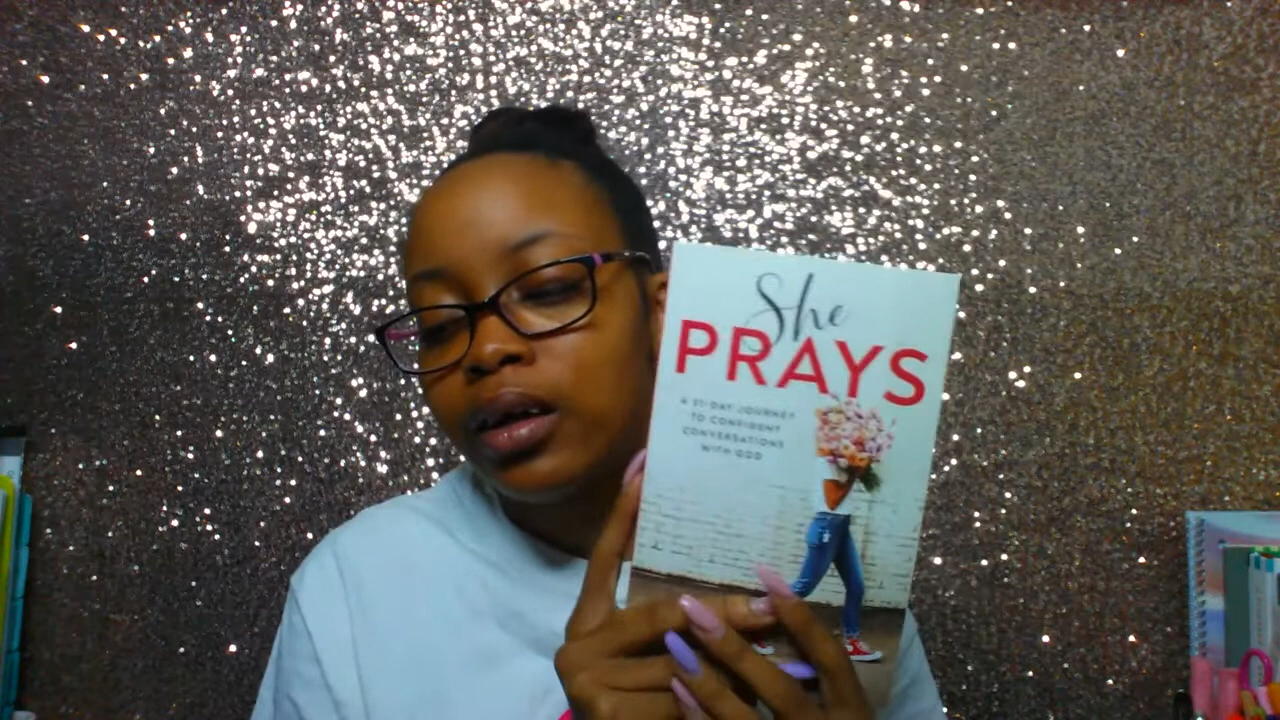 She
PRAYS
A 31-DAY JOURNEY
TO CONFIDENT
CONVERSATIONS
WITH GOD